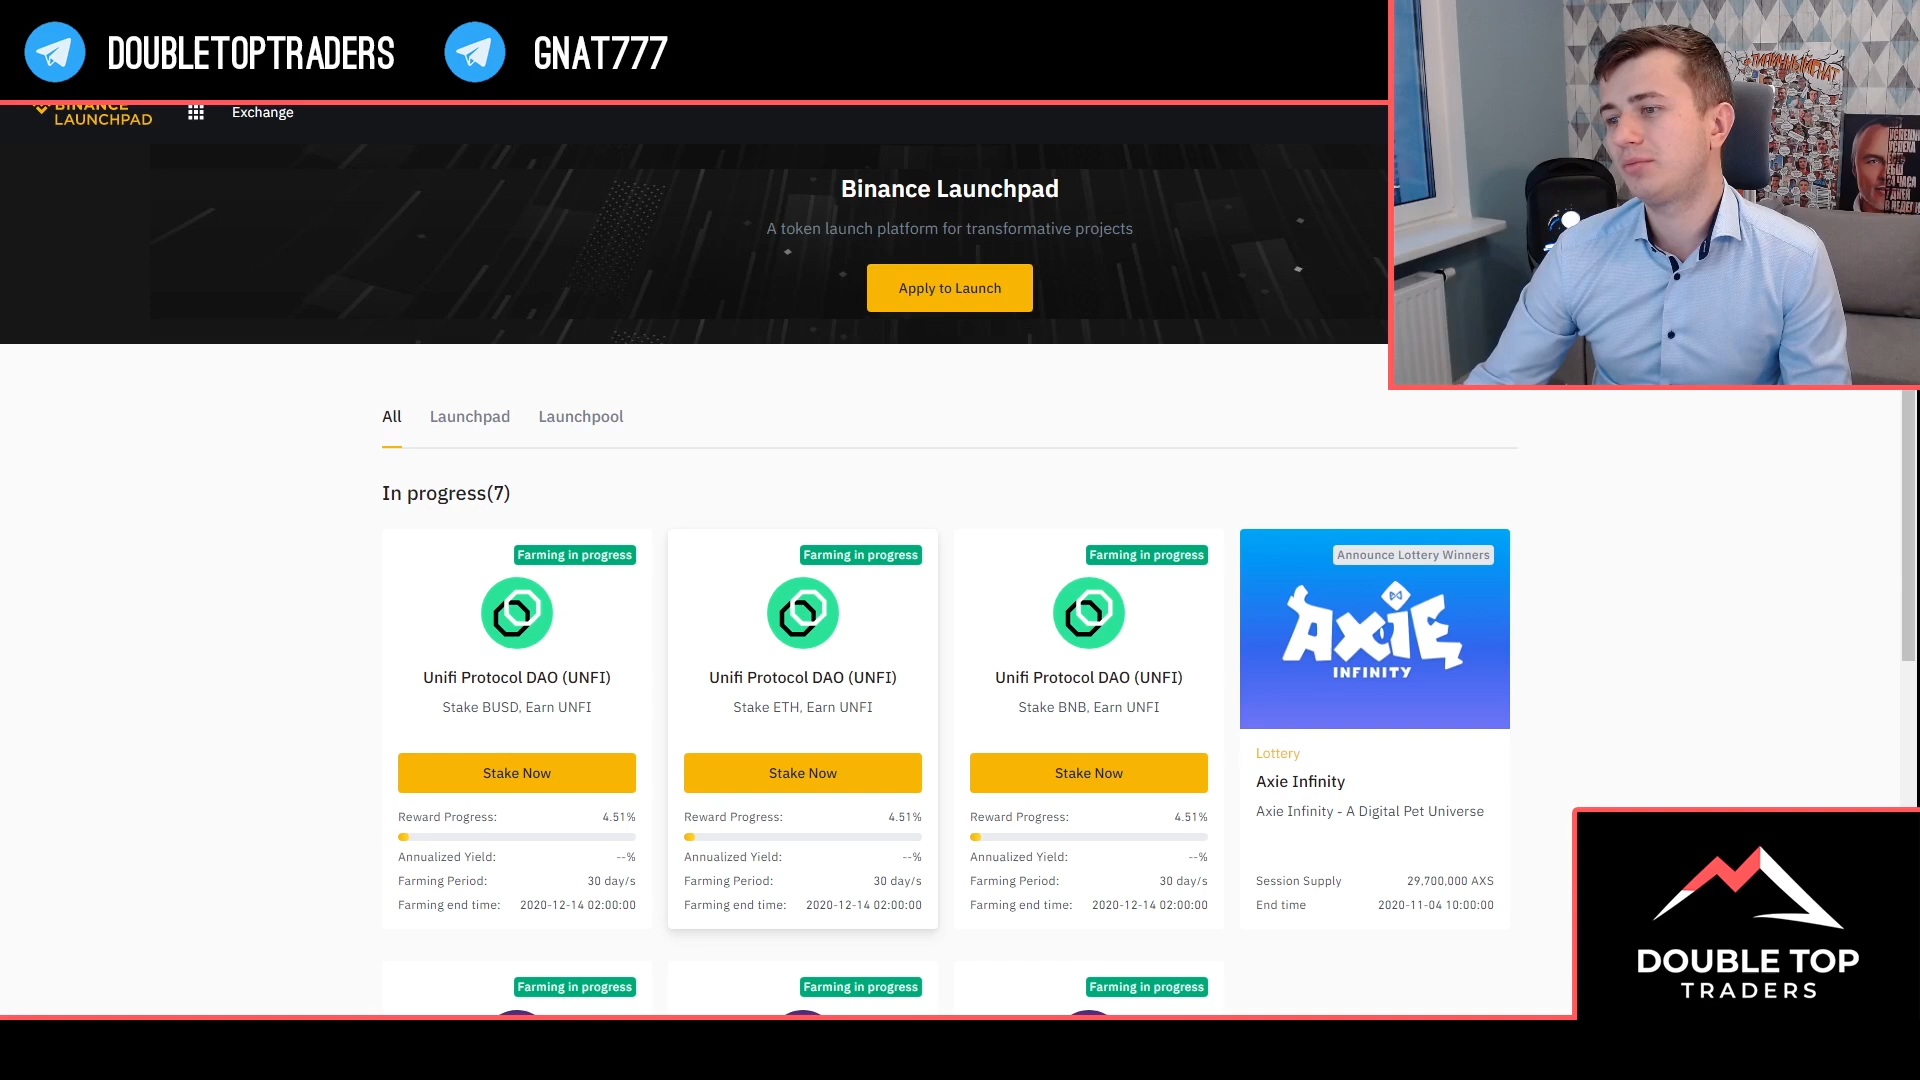 DOUBLETOPTRADERS
GNAT777
BINANCE
LAUNCHPAD
Exchange
Binance Launchpad
A token launch platform for transformative projects
Apply to Launch
#ТИПИЧНЫЙГНАТ
УСПЕХА
24 ЧАСА
All
Launchpad
Launchpool
In progress(7)
Farming in progress
Unifi Protocol DAO (UNFI)
Stake BUSD, Earn UNFI
Stake Now
Reward Progress: 4.51%
Annualized Yield: --%
Farming Period: 30 day/s
Farming end time: 2020-12-14 02:00:00
Farming in progress
Unifi Protocol DAO (UNFI)
Stake ETH, Earn UNFI
Stake Now
Reward Progress: 4.51%
Annualized Yield: --%
Farming Period: 30 day/s
Farming end time: 2020-12-14 02:00:00
Farming in progress
Unifi Protocol DAO (UNFI)
Stake BNB, Earn UNFI
Stake Now
Reward Progress: 4.51%
Annualized Yield: --%
Farming Period: 30 day/s
Farming end time: 2020-12-14 02:00:00
Announce Lottery Winners
AXIE
INFINITY
Lottery
Axie Infinity
Axie Infinity - A Digital Pet Universe
Session Supply 29,700,000 AXS
End time 2020-11-04 10:00:00
Farming in progress
Farming in progress
Farming in progress
DOUBLE TOP
TRADERS